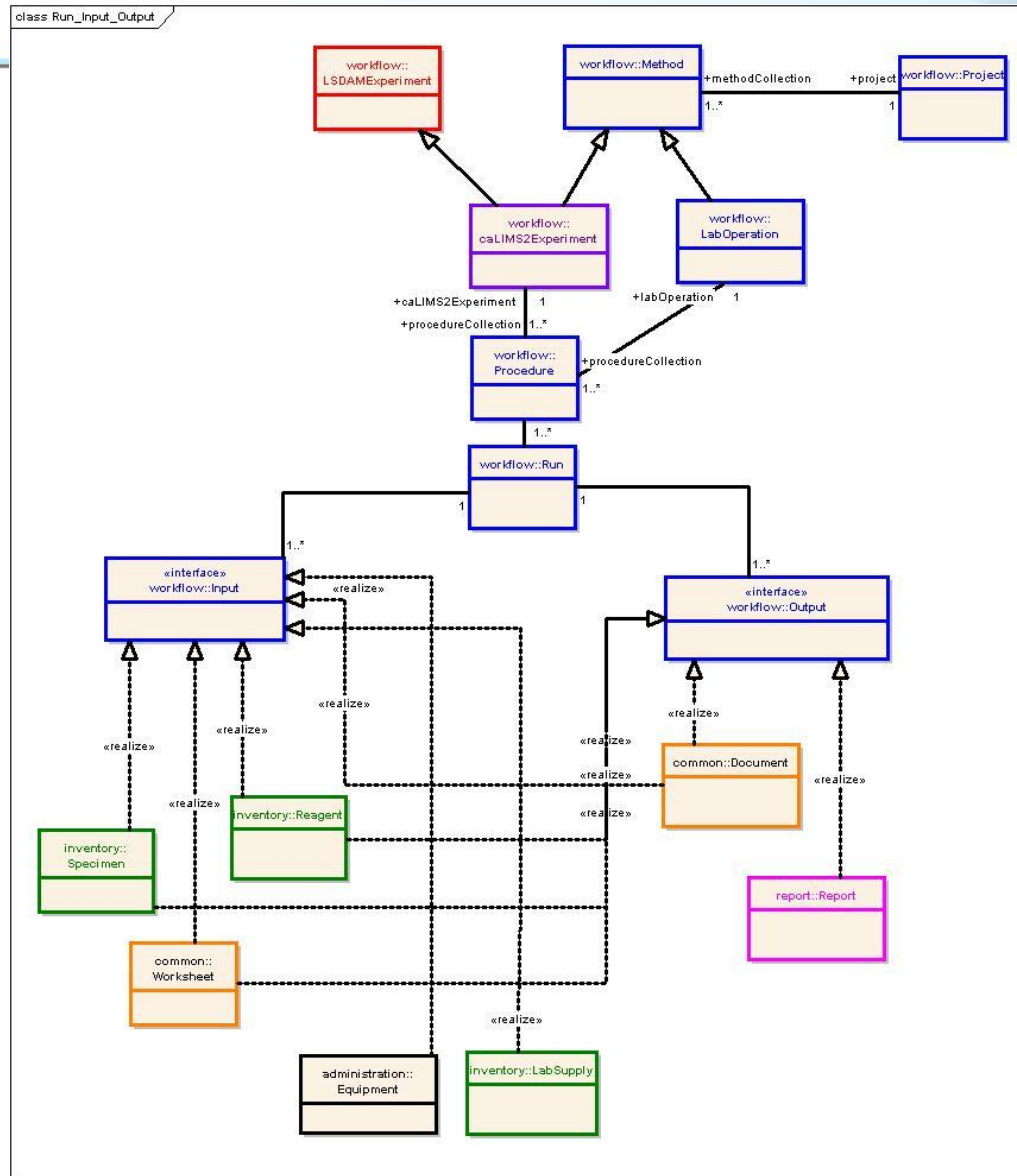 class Run_Input_Output
workflow::
LSDAMExperiment
workflow::Method
+methodCollection
1..*
+project
1
workflow::Project
workflow::
caLIMS2Experiment
workflow::
LabOperation
+caLIMS2Experiment
1
+labOperation
1
+procedureCollection
1..*
workflow::
Procedure
+procedureCollection
1..*
1..*
workflow::Run
1
1
1..*
1..*
«interface»
workflow::Input
«interface»
workflow::Output
«realize»
«realize»
«realize»
«realize»
«realize»
«realize»
«realize»
«realize»
«realize»
«realize»
«realize»
common::Document
inventory::Reagent
inventory::
Specimen
report::Report
common::
Worksheet
«realize»
administration::
Equipment
inventory::LabSupply